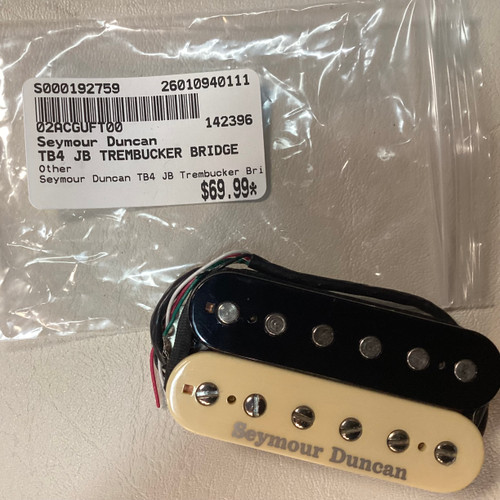 S000192759 26010940111
02ACGUFT00 142396
Seymour Duncan
TB4 JB TREMBUCKER BRIDGE
Other
Seymour Duncan TB4 JB Trembucker Bri
$69.99*
Seymour Duncan